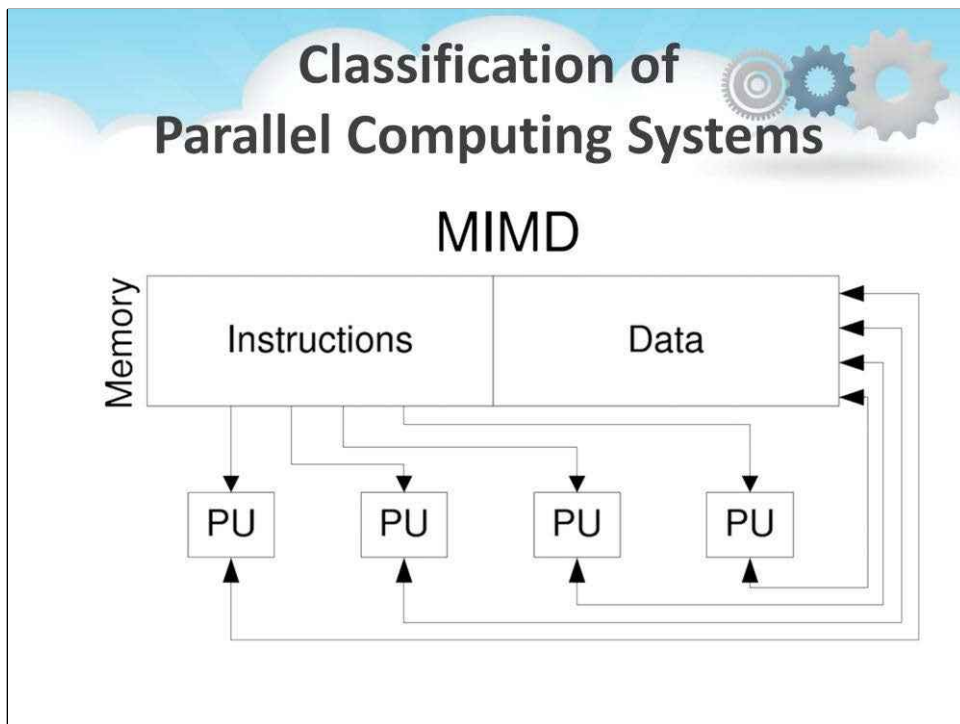 Classification of
Parallel Computing Systems
MIMD
Memory
Instructions
Data
PU
PU
PU
PU